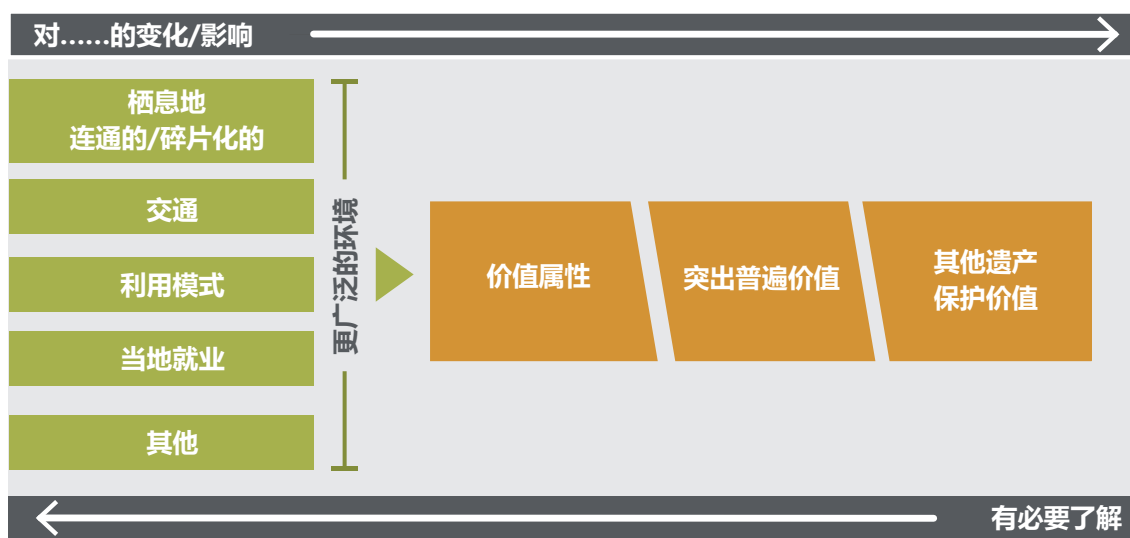 对……的变化/影响
栖息地
连通的/碎片化的
交通
利用模式
当地就业
其他
更广泛的环境
价值属性
突出普遍价值
其他遗产
保护价值
有必要了解